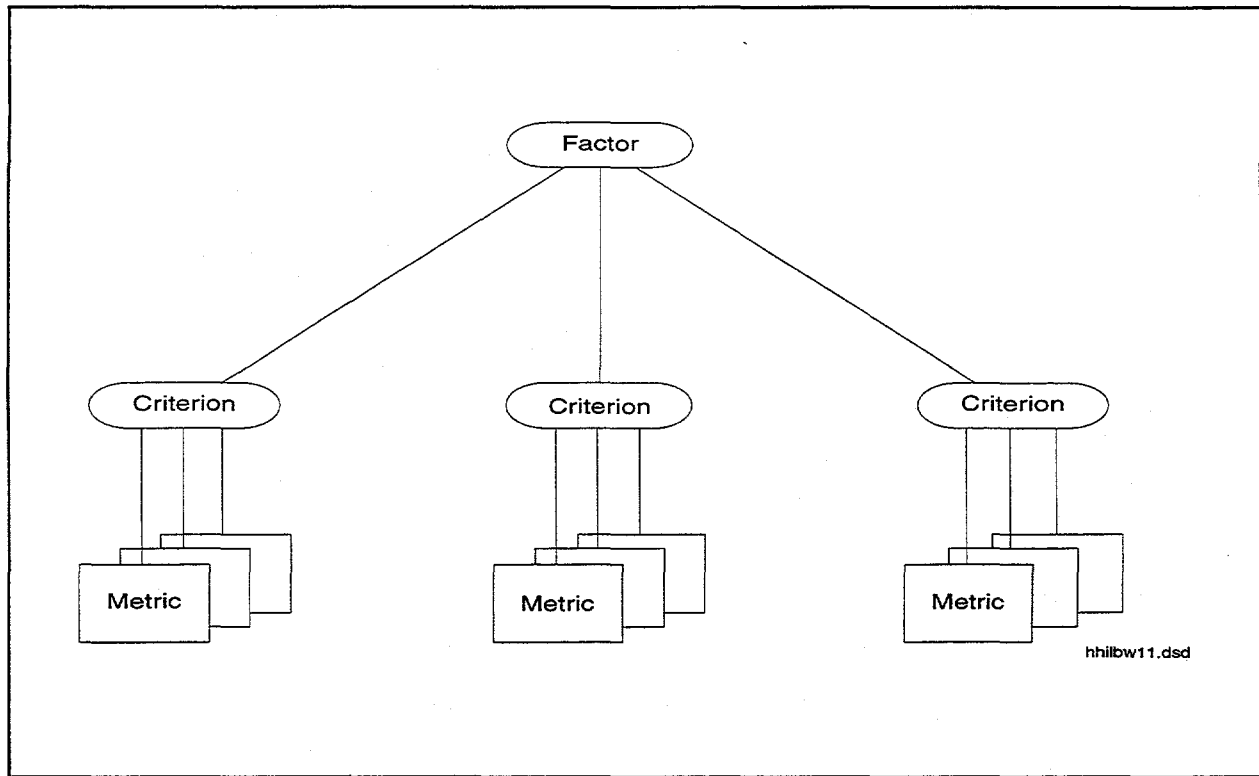 Factor
Criterion
Criterion
Criterion
Metric
Metric
Metric
hhilbw11.dsd